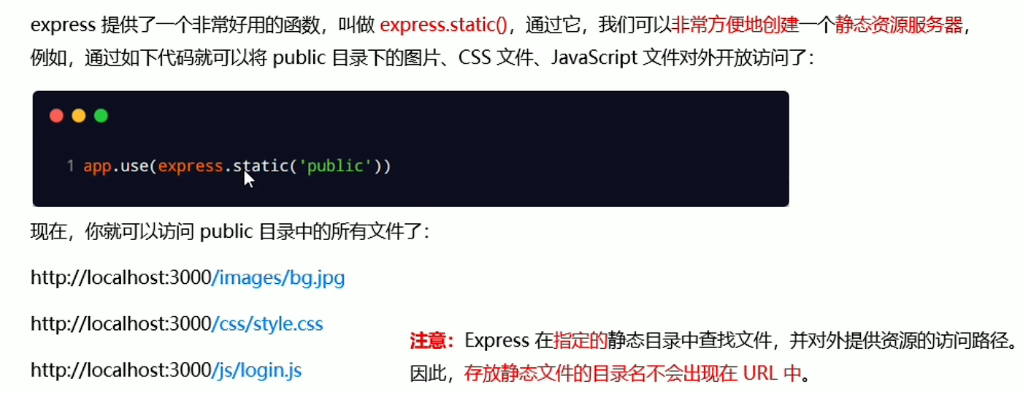 express 提供了一个非常好用的函数，叫做 express.static()，通过它，我们可以非常方便地创建一个静态资源服务器，
例如，通过如下代码就可以将 public 目录下的图片、CSS 文件、JavaScript 文件对外开放访问了：
1 app.use(express.static('public'))
现在，你就可以访问 public 目录中的所有文件了：
http://localhost:3000/images/bg.jpg
http://localhost:3000/css/style.css
http://localhost:3000/js/login.js
注意：Express 在指定的静态目录中查找文件，并对外提供资源的访问路径。
因此，存放静态文件的目录名不会出现在 URL 中。